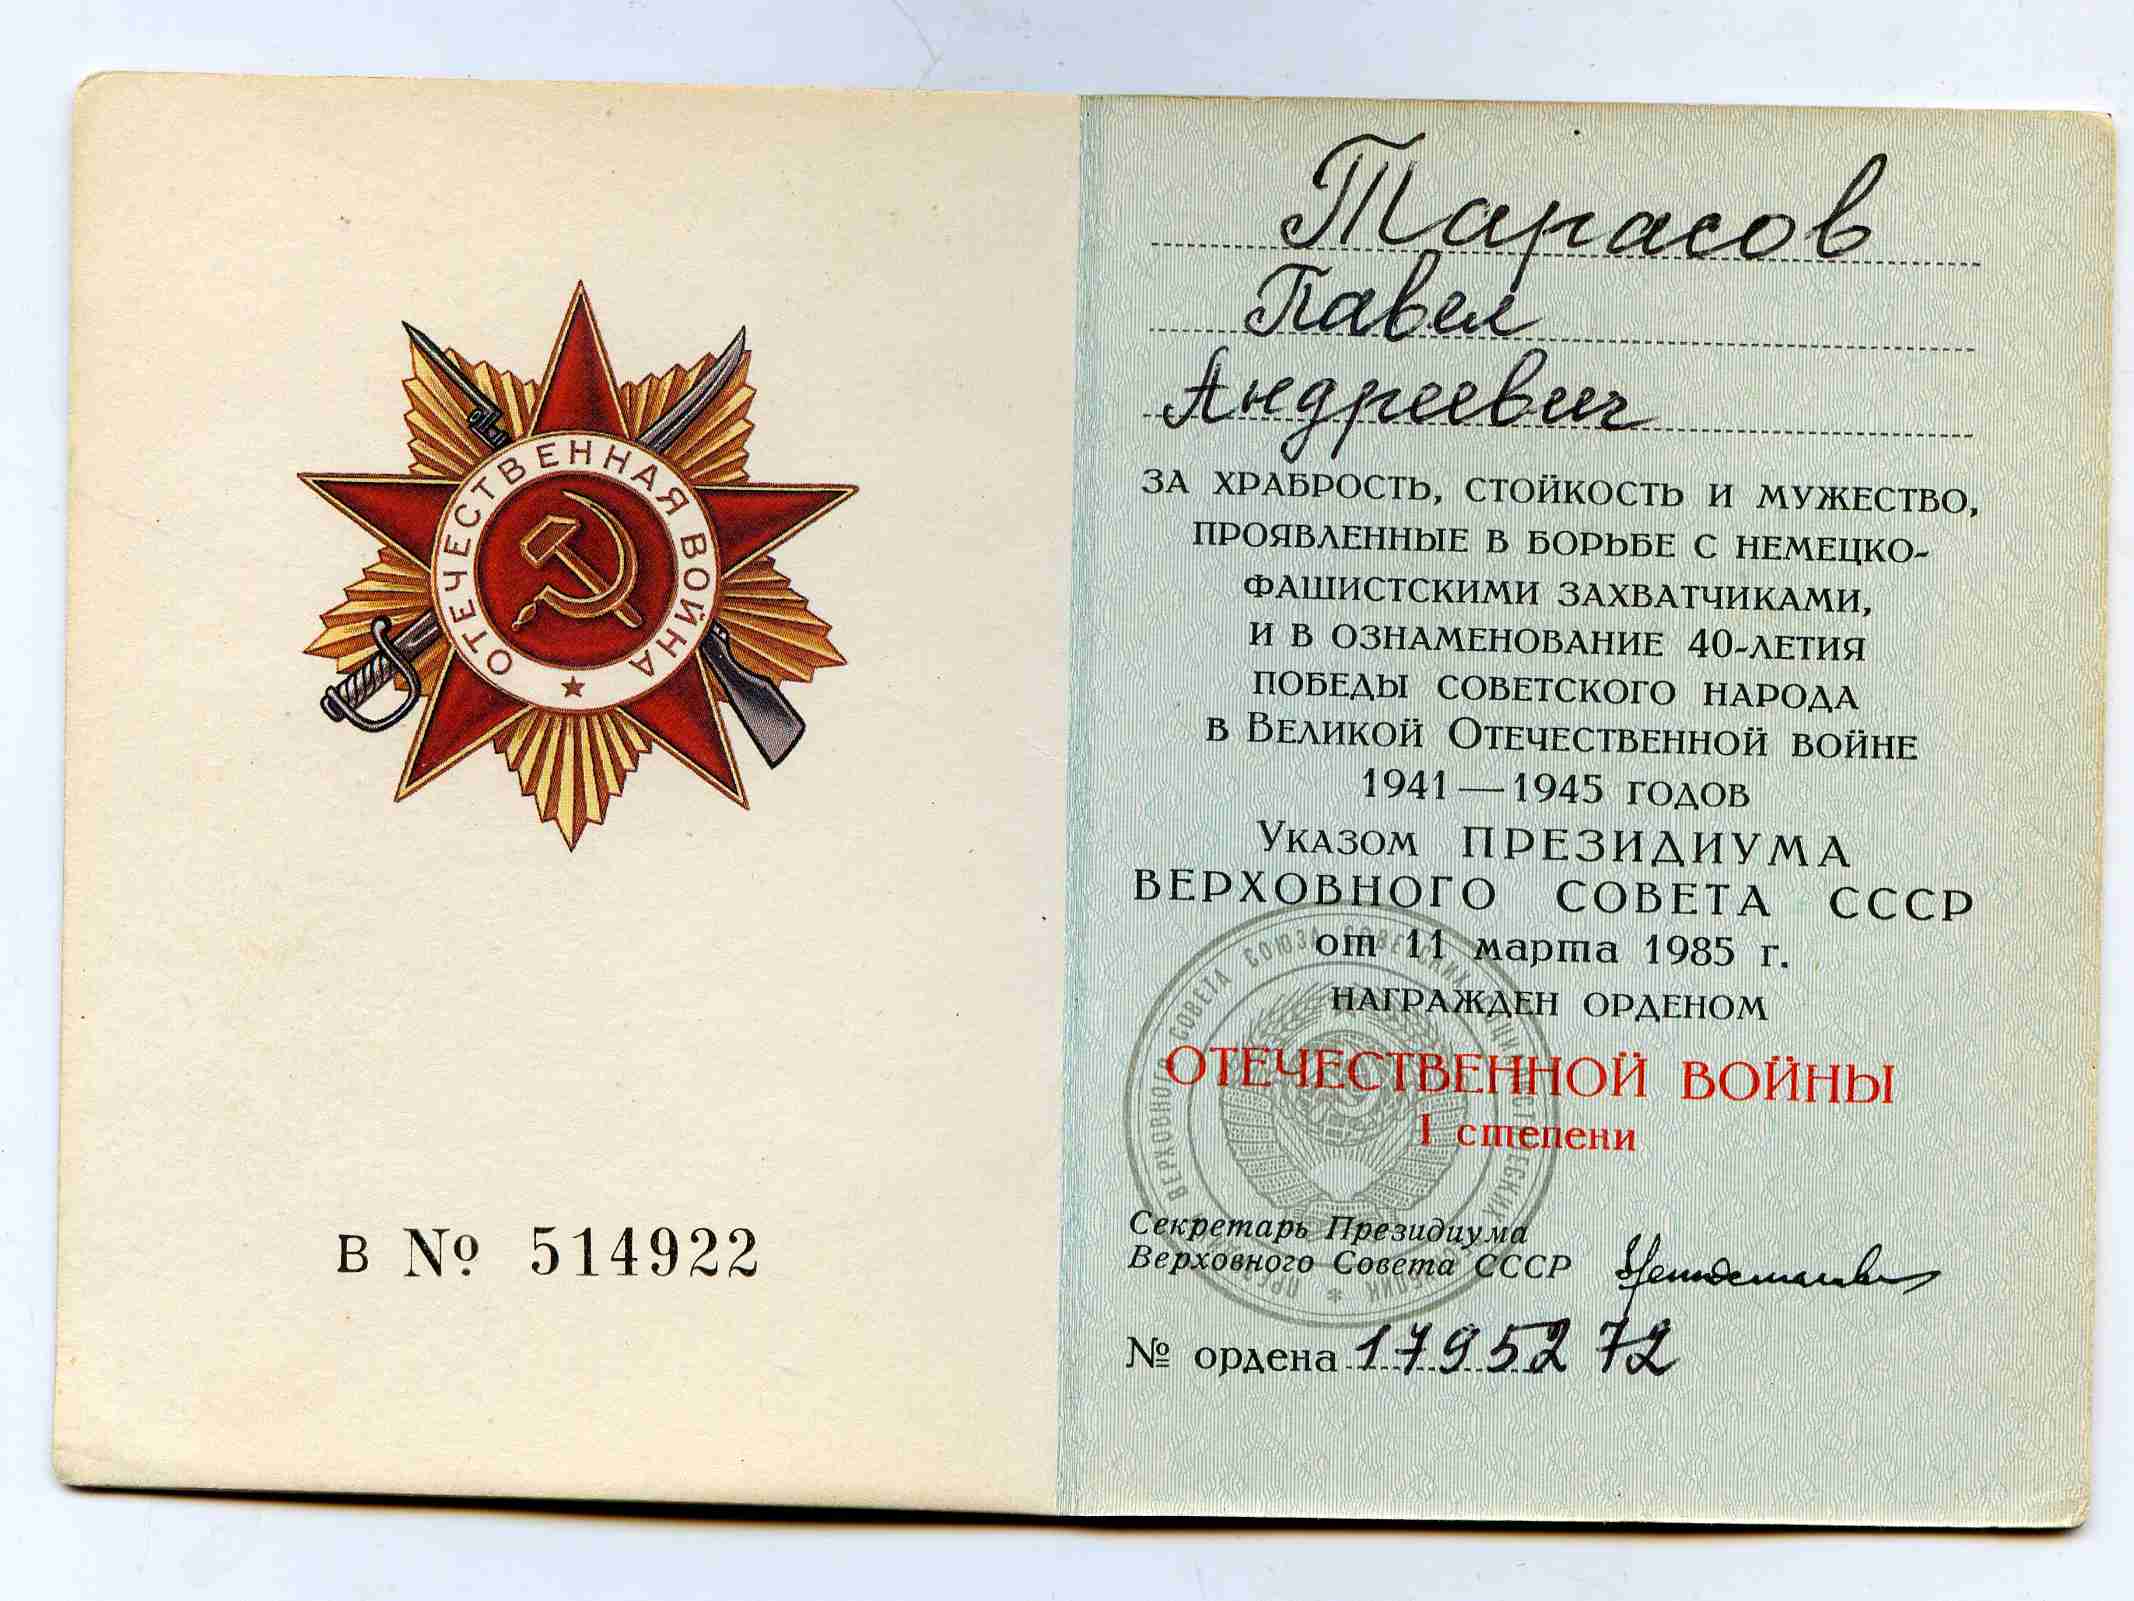 ОТЕЧЕСТВЕННАЯ ВОЙНА
В № 514922
Тарасов
Павел
Андреевич
ЗА ХРАБРОСТЬ, СТОЙКОСТЬ И МУЖЕСТВО,
ПРОЯВЛЕННЫЕ В БОРЬБЕ С НЕМЕЦКО-
ФАШИСТСКИМИ ЗАХВАТЧИКАМИ,
И В ОЗНАМЕНОВАНИЕ 40-ЛЕТИЯ
ПОБЕДЫ СОВЕТСКОГО НАРОДА
В ВЕЛИКОЙ ОТЕЧЕСТВЕННОЙ ВОЙНЕ
1941—1945 ГОДОВ
УКАЗОМ ПРЕЗИДИУМА
ВЕРХОВНОГО СОВЕТА СССР
от 11 марта 1985 г.
НАГРАЖДЕН ОРДЕНОМ
ОТЕЧЕСТВЕННОЙ ВОЙНЫ
I степени
Секретарь Президиума
Верховного Совета СССР
№ ордена 1795272